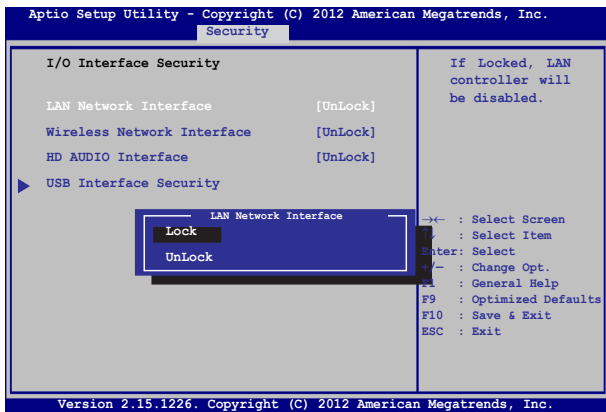 Aptio Setup Utility - Copyright (C) 2012 American Megatrends, Inc.
Security
I/O Interface Security
LAN Network Interface [UnLock]
Wireless Network Interface [UnLock]
HD AUDIO Interface [UnLock]
USB Interface Security
LAN Network Interface
Lock
UnLock
If Locked, LAN
controller will
be disabled.
→← : Select Screen
↑↓ : Select Item
Enter: Select
+/— : Change Opt.
F1 : General Help
F9 : Optimized Defaults
F10 : Save & Exit
ESC : Exit
Version 2.15.1226. Copyright (C) 2012 American Megatrends, Inc.